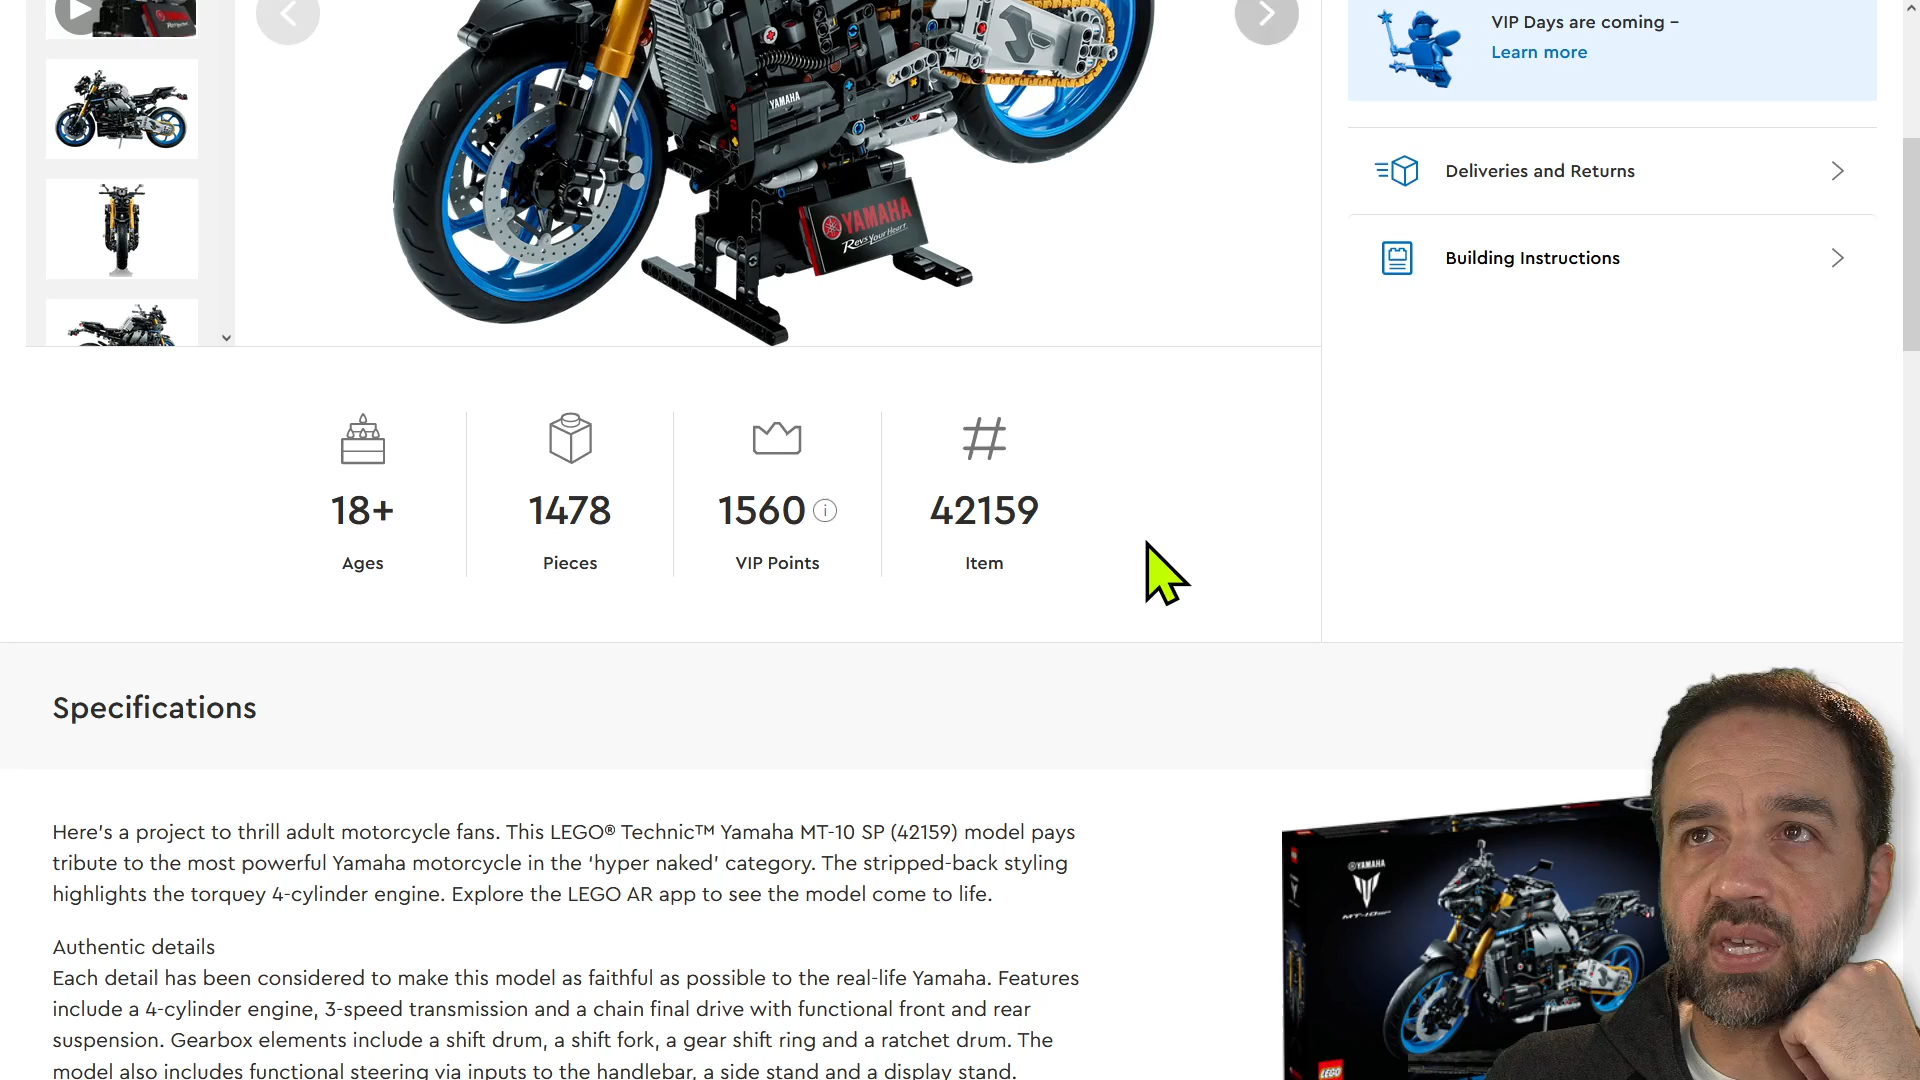 VIP Days are coming –
Learn more
YAMAHA
YAMAHA
Revs Your Heart.
Deliveries and Returns
Building Instructions
18+
Ages
1478
Pieces
1560
VIP Points
42159
Item
Specifications
Here's a project to thrill adult motorcycle fans. This LEGO® Technic™ Yamaha MT-10 SP (42159) model pays
tribute to the most powerful Yamaha motorcycle in the ‘hyper naked’ category. The stripped-back styling
highlights the torquey 4-cylinder engine. Explore the LEGO AR app to see the model come to life.
Authentic details
Each detail has been considered to make this model as faithful as possible to the real-life Yamaha. Features
include a 4-cylinder engine, 3-speed transmission and a chain final drive with functional front and rear
suspension. Gearbox elements include a shift drum, a shift fork, a gear shift ring and a ratchet drum. The
model also includes functional steering via inputs to the handlebar, a side stand and a display stand.
YAMAHA
MT-10 SP
LEGO